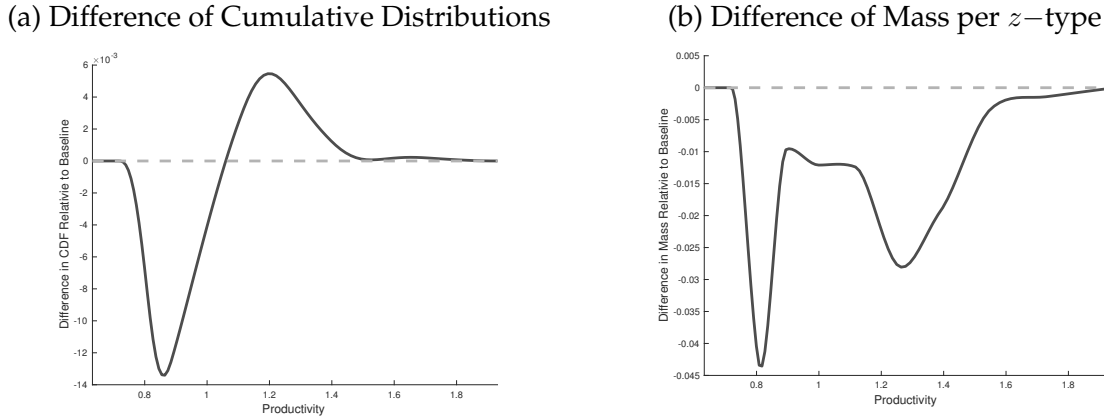 (a) Difference of Cumulative Distributions
×10⁻³
6
4
2
0
-2
-4
-6
-8
-10
-12
-14
Difference in CDF Relativie to Baseline
0.8 1 1.2 1.4 1.6 1.8
Productivity
(b) Difference of Mass per z−type
0.005
0
-0.005
-0.01
-0.015
-0.02
-0.025
-0.03
-0.035
-0.04
-0.045
Difference in Mass Relativie to Baseline
0.8 1 1.2 1.4 1.6 1.8
Productivity